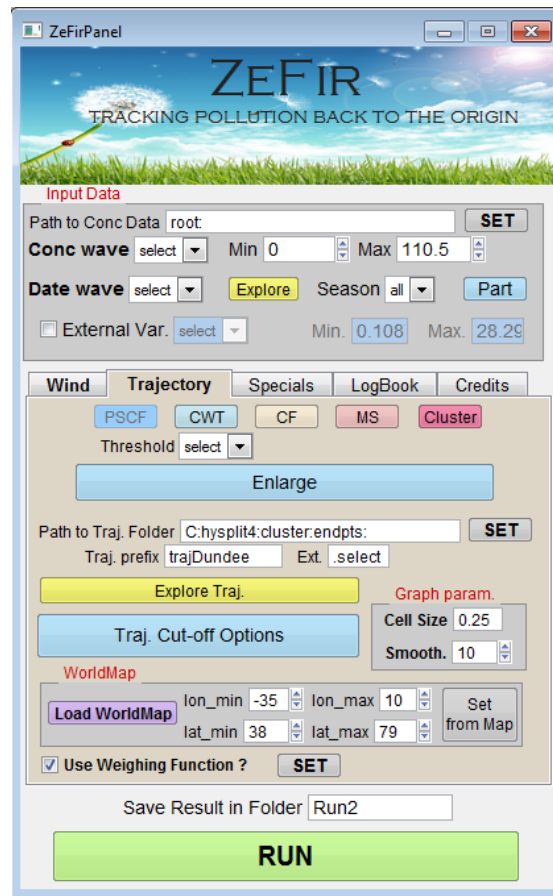 ZeFirPanel
ZeFir
TRACKING POLLUTION BACK TO THE ORIGIN
Input Data
Path to Conc Data root: SET
Conc wave select Min 0 Max 110.5
Date wave select Explore Season all Part
External Var. select Min. 0.108 Max. 28.29
Wind Trajectory Specials LogBook Credits
PSCF CWT CF MS Cluster
Threshold select
Enlarge
Path to Traj. Folder C:hysplit4:cluster:endpts: SET
Traj. prefix trajDundee Ext. .select
Explore Traj.
Graph param.
Cell Size 0.25
Traj. Cut-off Options
Smooth. 10
WorldMap
Load WorldMap lon_min -35 lon_max 10 Set from Map
lat_min 38 lat_max 79
Use Weighing Function ? SET
Save Result in Folder Run2
RUN